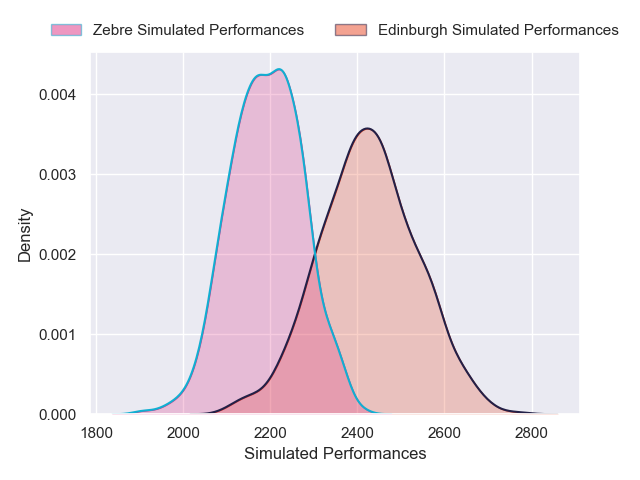 Zebre Simulated Performances
Edinburgh Simulated Performances
0.004
0.003
0.002
0.001
0.000
Density
1800 2000 2200 2400 2600 2800
Simulated Performances